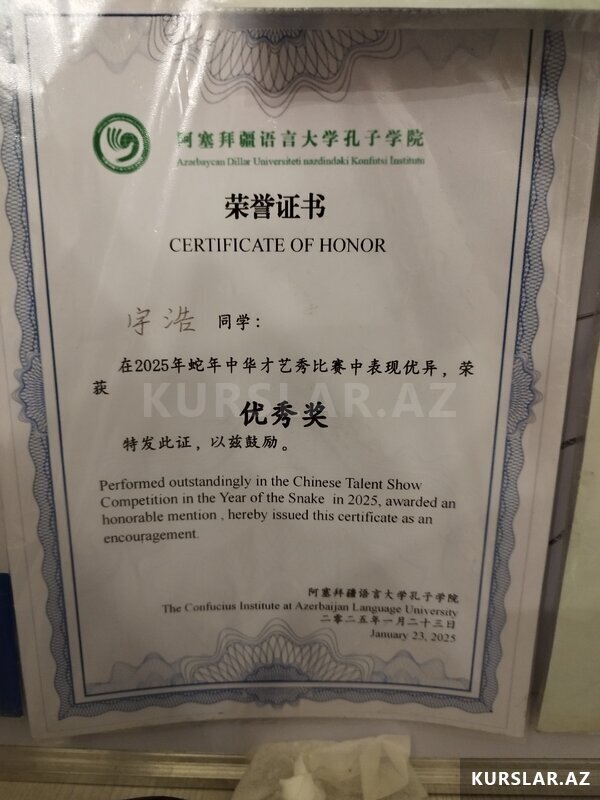 阿塞拜疆语言大学孔子学院
Azərbaycan Dillər Universiteti nəzdindəki Konfutsi İnstitutu
荣誉证书
CERTIFICATE OF HONOR
宇浩 同学：
在2025年蛇年中华才艺秀比赛中表现优异，荣
获
KURSLAR.AZ
优秀奖
特发此证，以兹鼓励。
Performed outstandingly in the Chinese Talent Show
Competition in the Year of the Snake in 2025, awarded an
honorable mention , hereby issued this certificate as an
encouragement.
阿塞拜疆语言大学孔子学院
The Confucius Institute at Azerbaijan Language University
二零二五年一月二十三日
January 23, 2025
KURSLAR.AZ